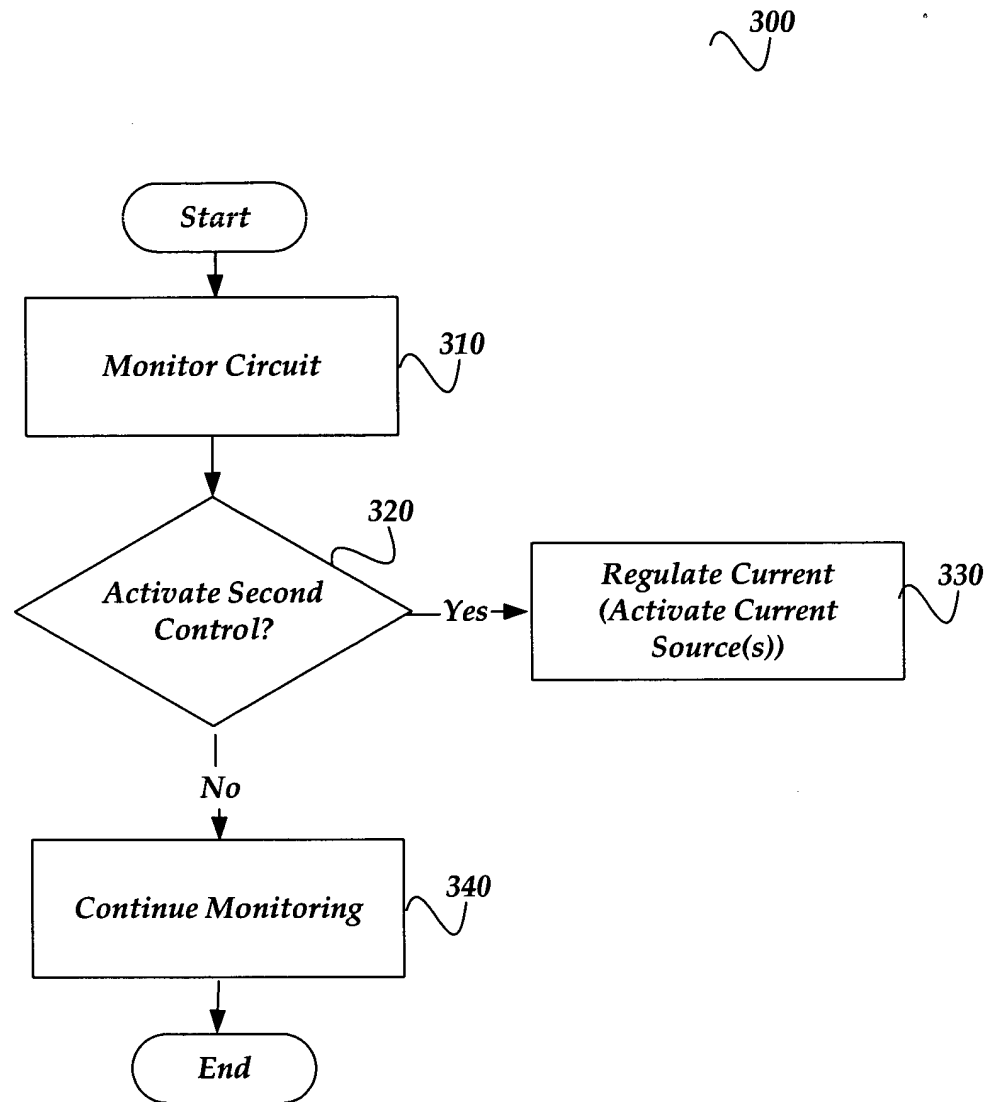 300
Start
Monitor Circuit
310
320
Activate Second
Control?
Yes
Regulate Current
(Activate Current
Source(s))
330
No
Continue Monitoring
340
End